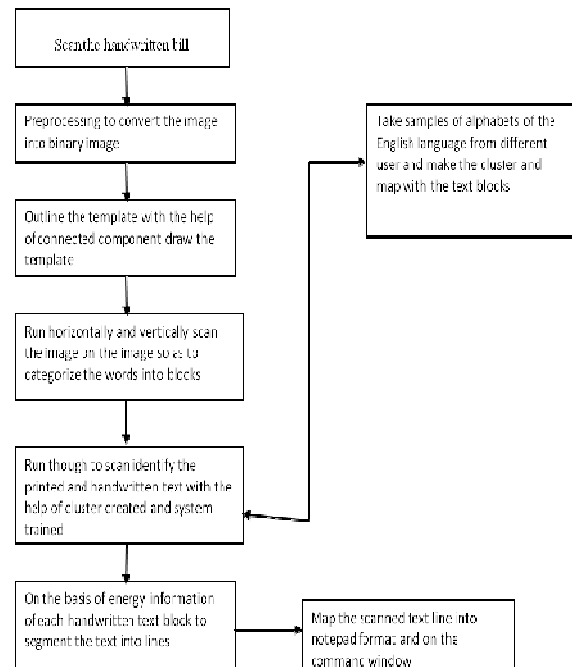 Scan the handwritten bill
Preprocessing to convert the image
into binary image
Outline the template with the help
of connected component draw the
template
Run horizontally and vertically scan
the image on the image so as to
categorize the words into blocks
Run though to scan identify the
printed and handwritten text with the
help of cluster created and system
trained
On the basis of energy information
of each handwritten text block to
segment the text into lines
Take samples of alphabets of the
English language from different
user and make the cluster and
map with the text blocks
Map the scanned text line into
notepad format and on the
command window